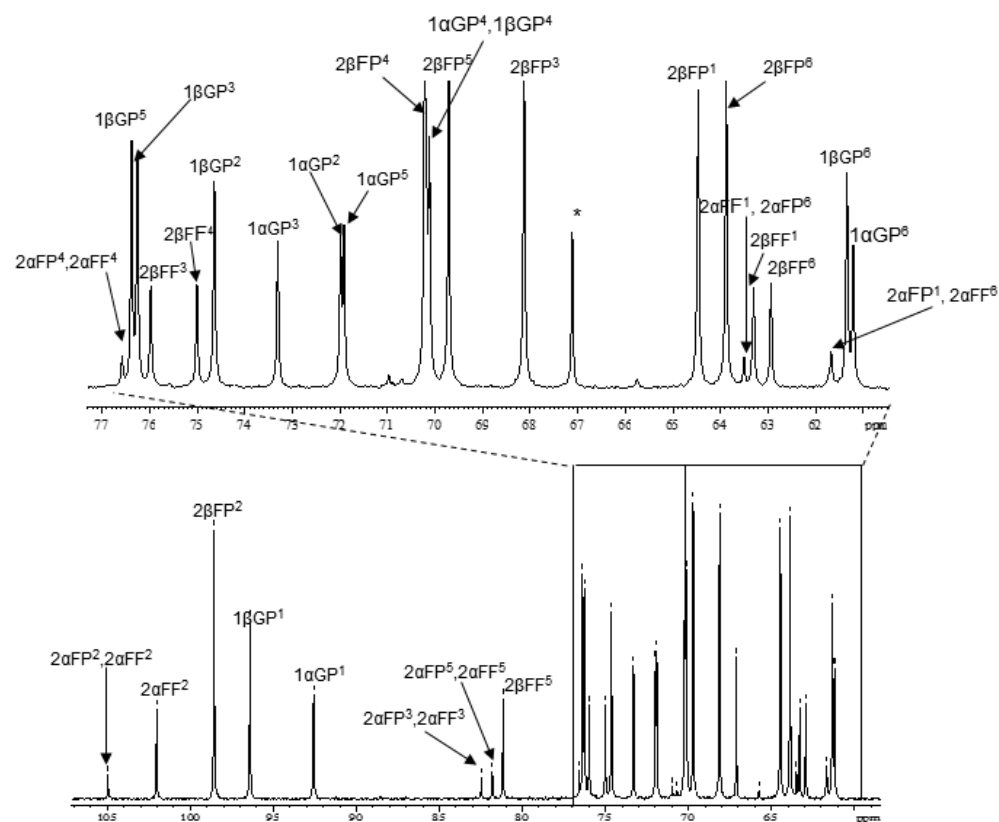 1αGP⁴,1βGP⁴
2βFP⁴
2βFP⁵
2βFP³
2βFP¹
2βFP⁶
1βGP³
1βGP⁵
1βGP²
1αGP²
1αGP⁵
1βGP⁶
2αFF¹, 2αFP⁶
2βFF⁴
1αGP³
*
2βFF¹
1αGP⁶
2αFP⁴,2αFF⁴
2βFF³
2βFF⁶
2αFP¹, 2αFF⁶
77 76 75 74 73 72 71 70 69 68 67 66 65 64 63 62 ppm
2βFP²
1βGP¹
2αFP²,2αFF²
2αFF²
1αGP¹
2αFP⁵,2αFF⁵
2βFF⁵
2αFP³,2αFF³
105 100 95 90 85 80 75 70 65 ppm